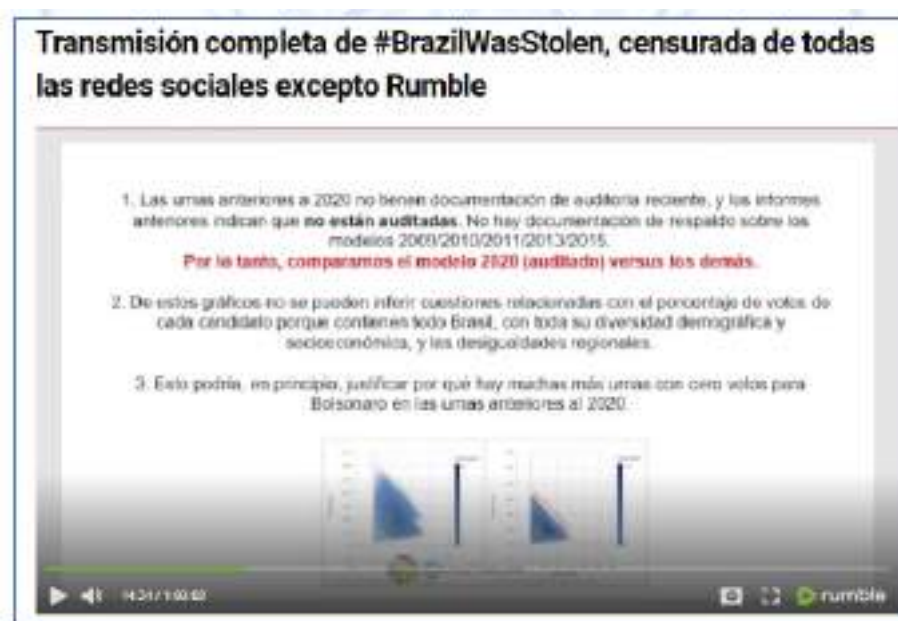 Transmisión completa de #BrazilWasStolen, censurada de todas
las redes sociales excepto Rumble
1. Las urnas anteriores a 2020 no tienen documentación de auditoría reciente, y los informes
anteriores indican que no están auditadas. No hay documentación de respaldo sobre los
modelos 2009/2010/2011/2013/2015.
Por lo tanto, comparamos el modelo 2020 (auditado) versus los demás.
2. De estos gráficos no se pueden inferir cuestiones relacionadas con el porcentaje de votos de
cada candidato porque contienen todo Brasil, con toda su diversidad demográfica y
socioeconómica, y las desigualdades regionales.
3. Esto podría, en principio, justificar por qué hay muchas más urnas con cero votos para
Bolsonaro en las urnas anteriores al 2020
rumble